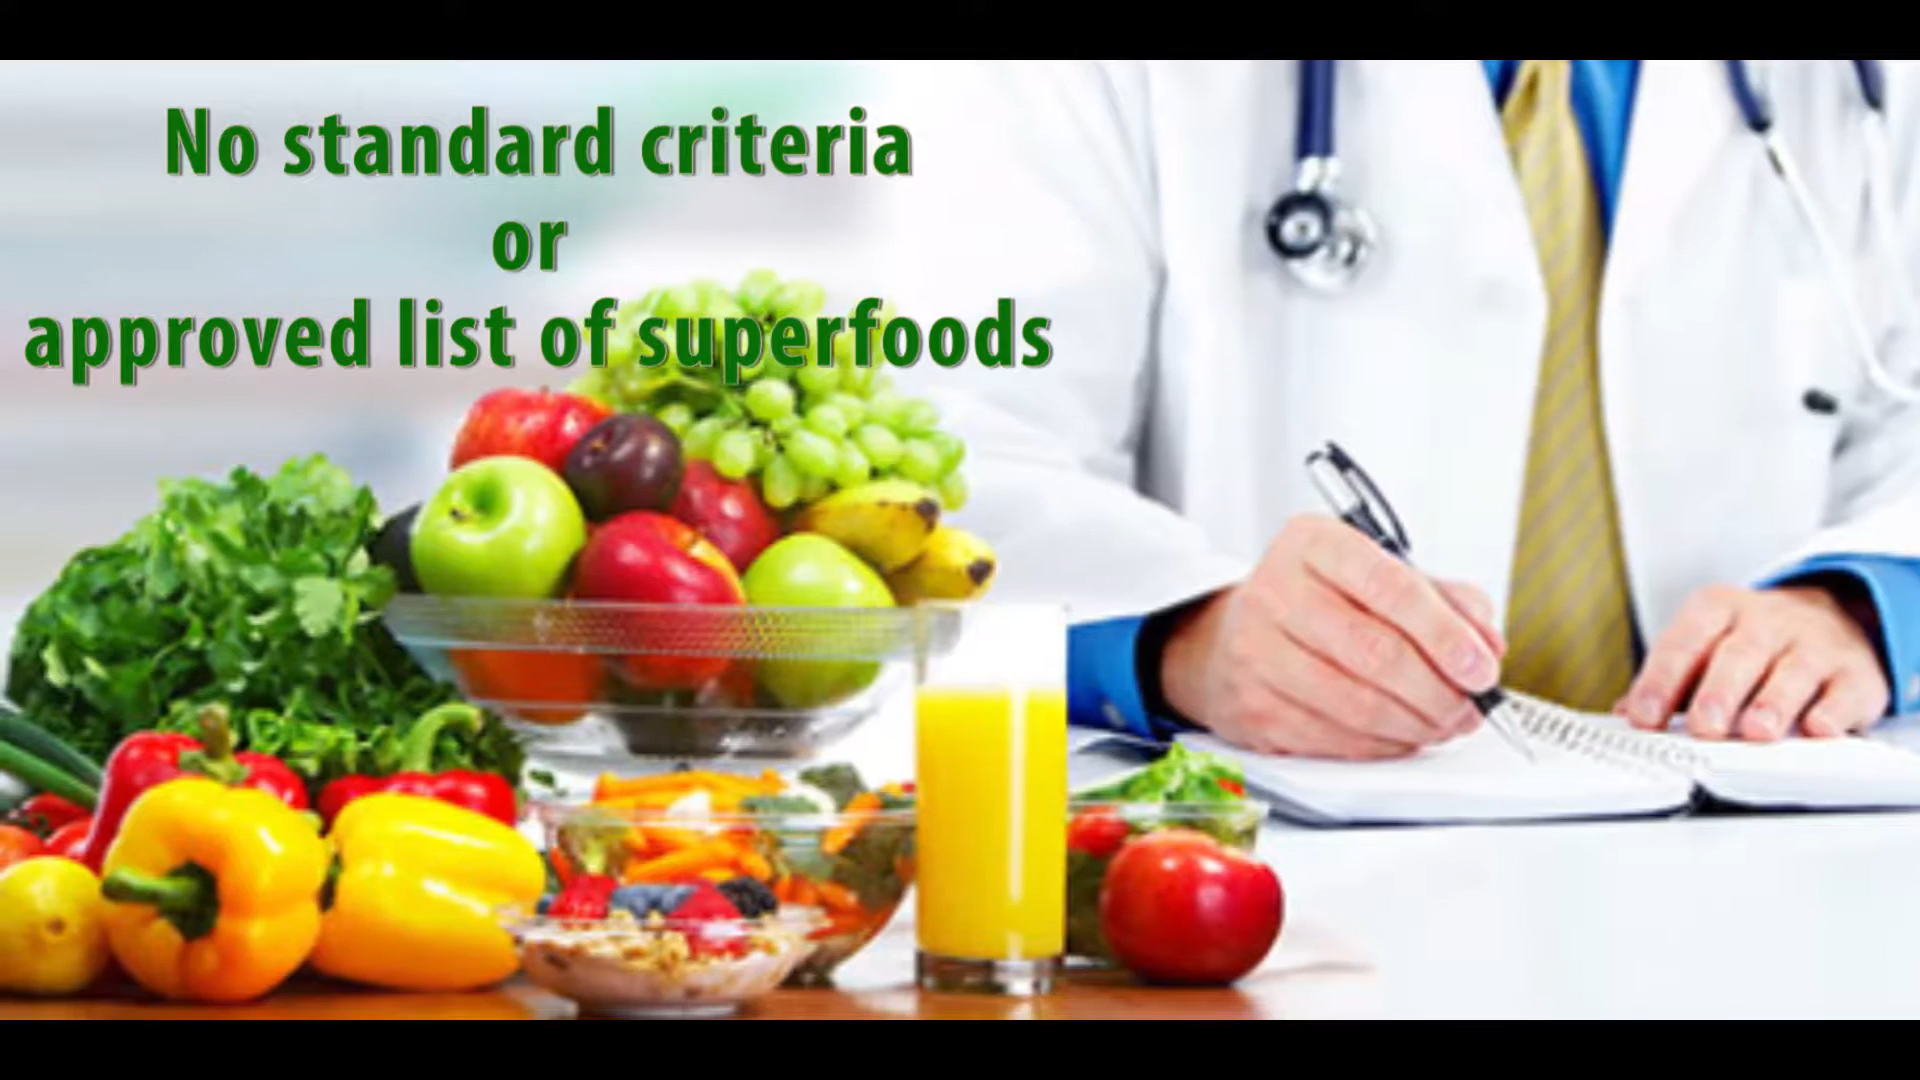 No standard criteria
or
approved list of superfoods